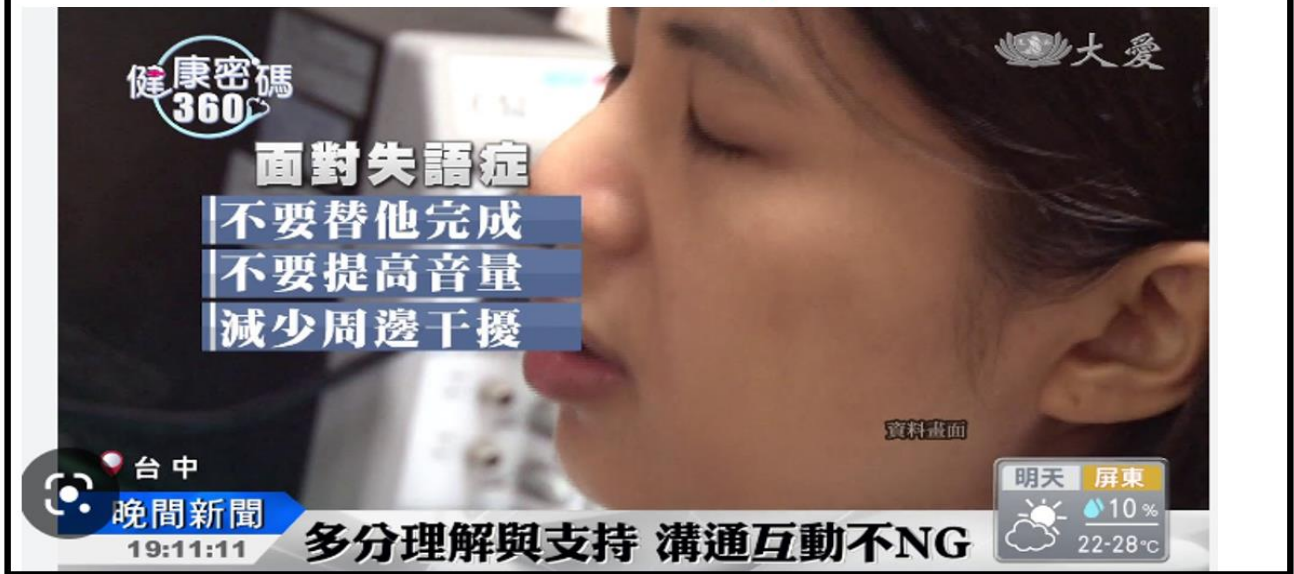 健康密碼
360
大愛
面對失語症
不要替他完成
不要提高音量
減少周邊干擾
資料畫面
台中
晚間新聞
19:11:11
多分理解與支持 溝通互動不NG
明天 屏東
10%
22-28°C